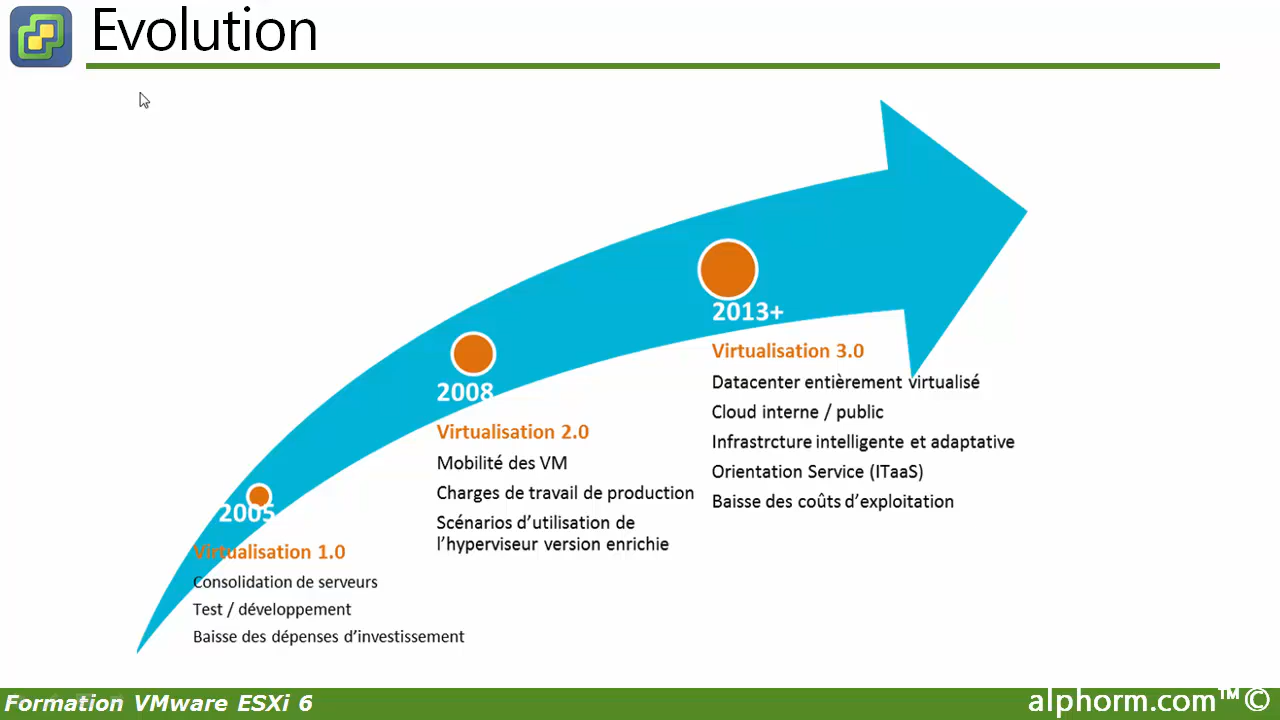 Evolution
2005
Virtualisation 1.0
Consolidation de serveurs
Test / développement
Baisse des dépenses d’investissement
2008
Virtualisation 2.0
Mobilité des VM
Charges de travail de production
Scénarios d’utilisation de
l’hyperviseur version enrichie
2013+
Virtualisation 3.0
Datacenter entièrement virtualisé
Cloud interne / public
Infrastrcture intelligente et adaptative
Orientation Service (ITaaS)
Baisse des coûts d’exploitation
Formation VMware ESXi 6
alphorm.com™©